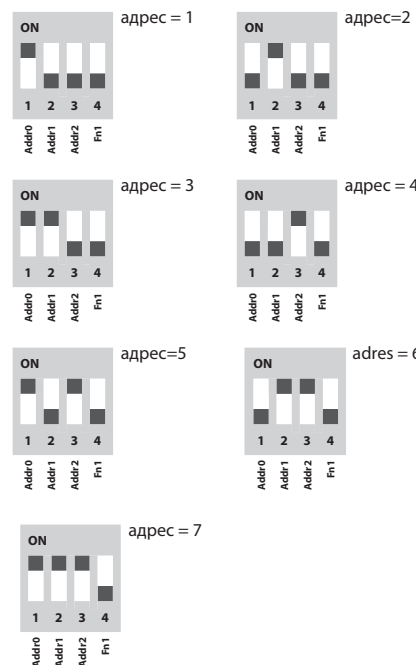 ON
адрес = 1
1 2 3 4
Addr0 Addr1 Addr2 Fn1
ON
адрес=2
1 2 3 4
Addr0 Addr1 Addr2 Fn1
ON
адрес = 3
1 2 3 4
Addr0 Addr1 Addr2 Fn1
ON
адрес = 4
1 2 3 4
Addr0 Addr1 Addr2 Fn1
ON
адрес=5
1 2 3 4
Addr0 Addr1 Addr2 Fn1
ON
adres = 6
1 2 3 4
Addr0 Addr1 Addr2 Fn1
ON
адрес = 7
1 2 3 4
Addr0 Addr1 Addr2 Fn1